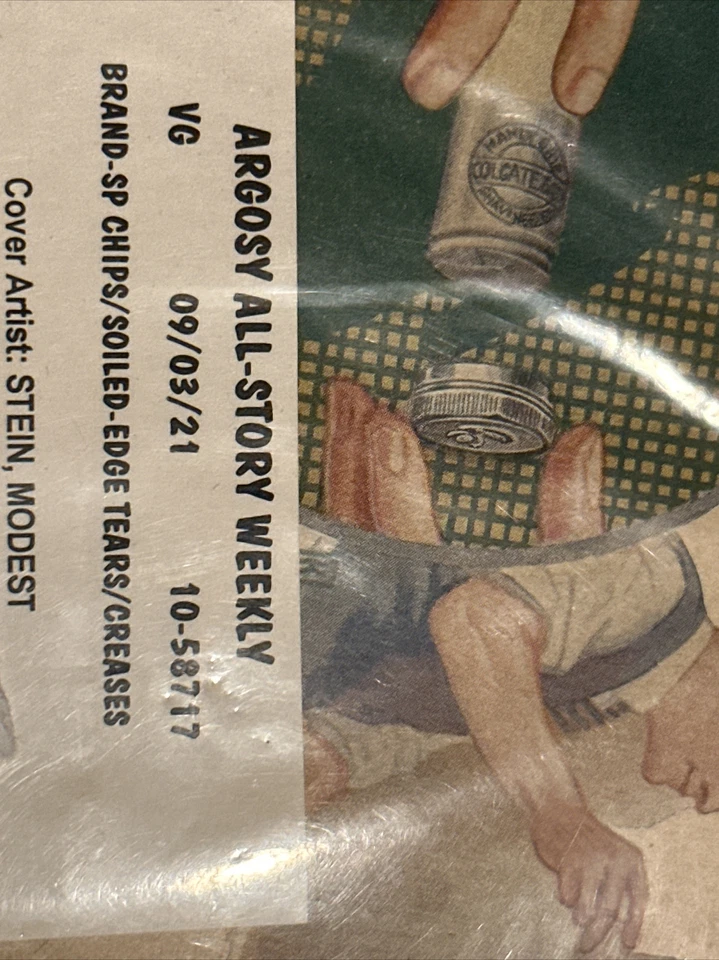 ARGOSY ALL-STORY WEEKLY
VG 09/03/21 10-58717
BRAND-SP CHIPS/SOILED-EDGE TEARS/CREASES
Cover Artist: STEIN, MODEST
COLGATE